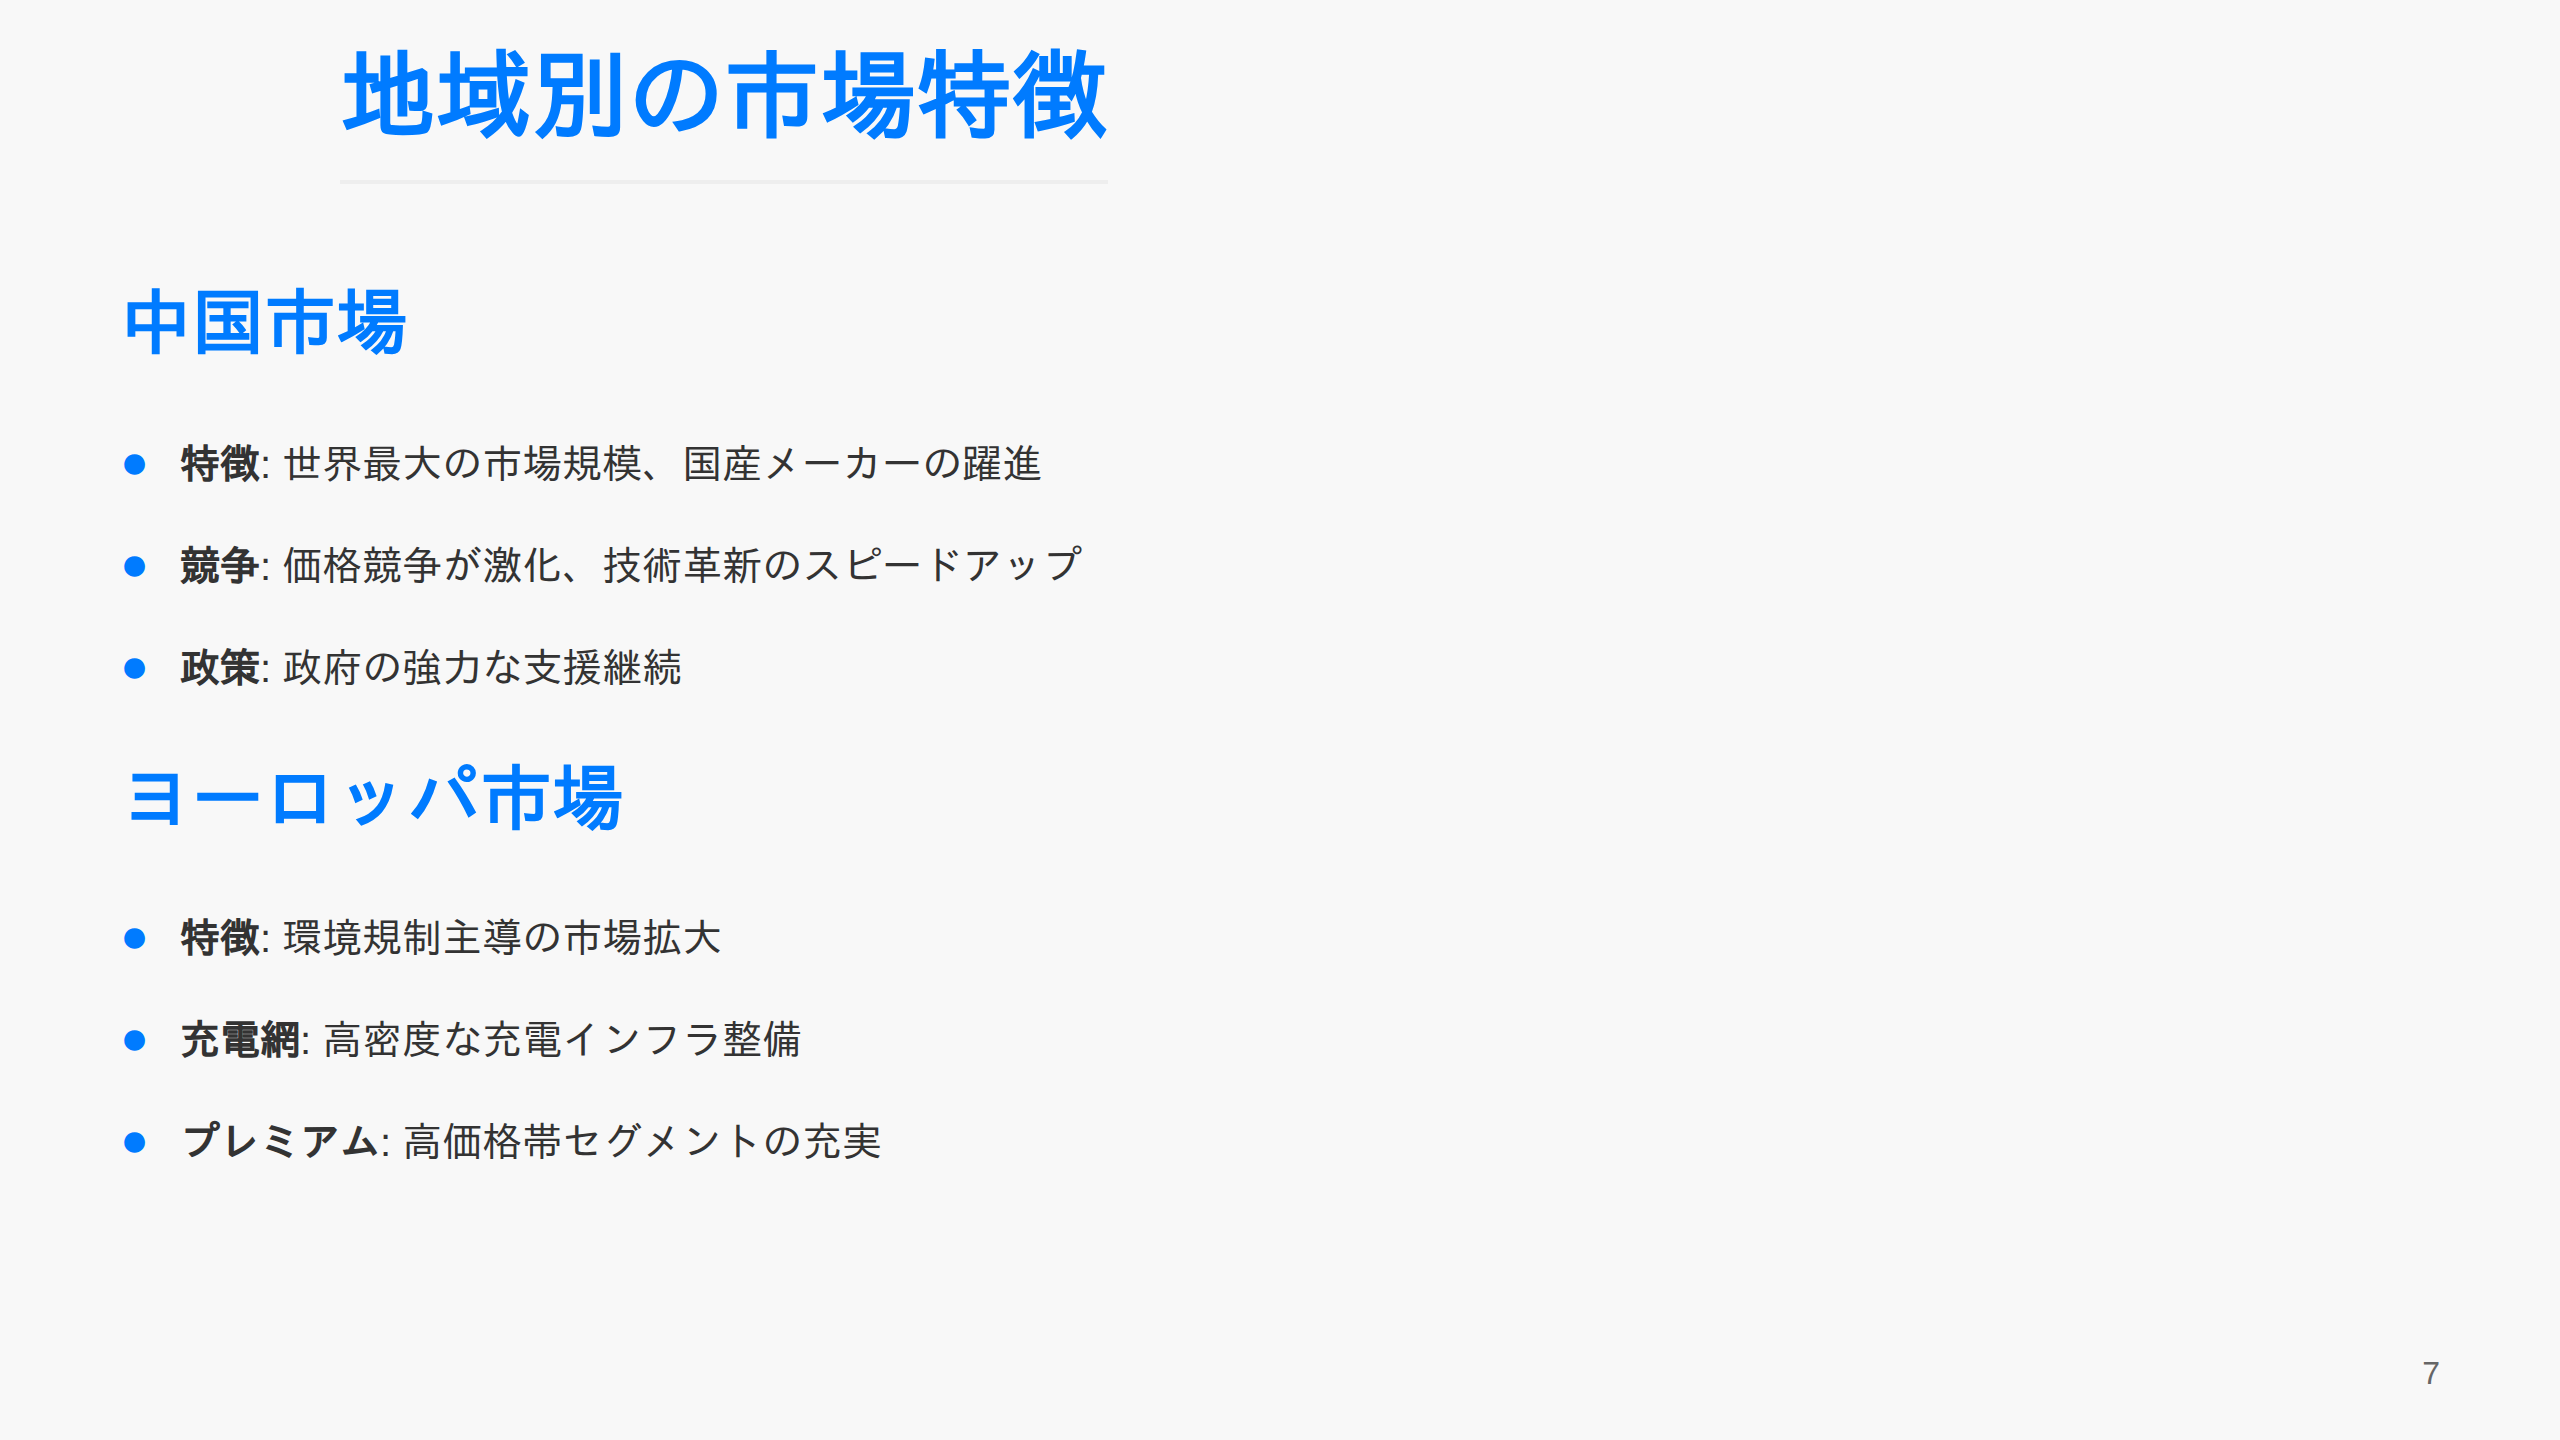 地域別の市場特徴
中国市場
● 特徴: 世界最大の市場規模、国産メーカーの躍進
● 競争: 価格競争が激化、技術革新のスピードアップ
● 政策: 政府の強力な支援継続
ヨーロッパ市場
● 特徴: 環境規制主導の市場拡大
● 充電網: 高密度な充電インフラ整備
● プレミアム: 高価格帯セグメントの充実
7